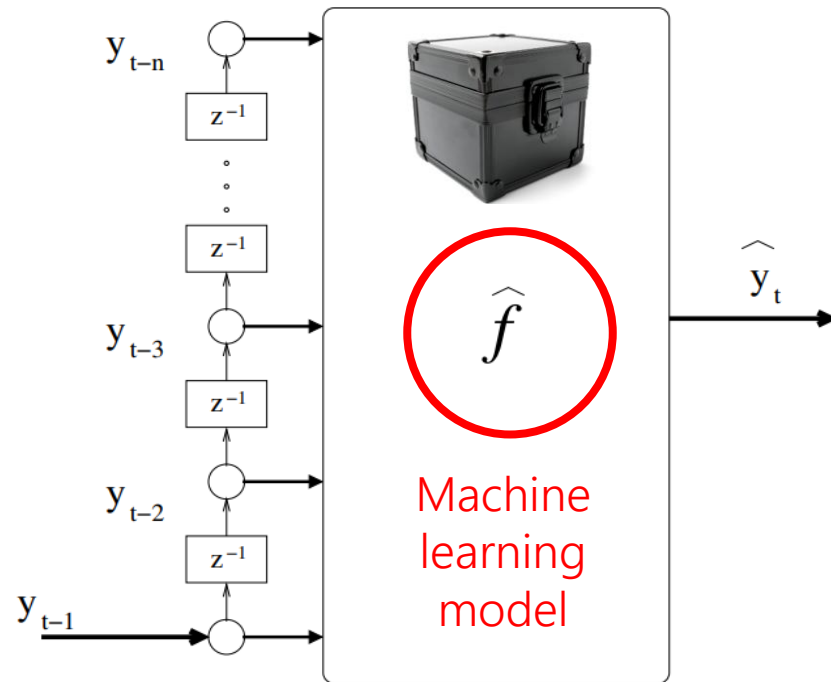 y t−n
z⁻¹
z⁻¹
y t−3
z⁻¹
y t−2
z⁻¹
y t−1
f̂
Machine
learning
model
ŷ t